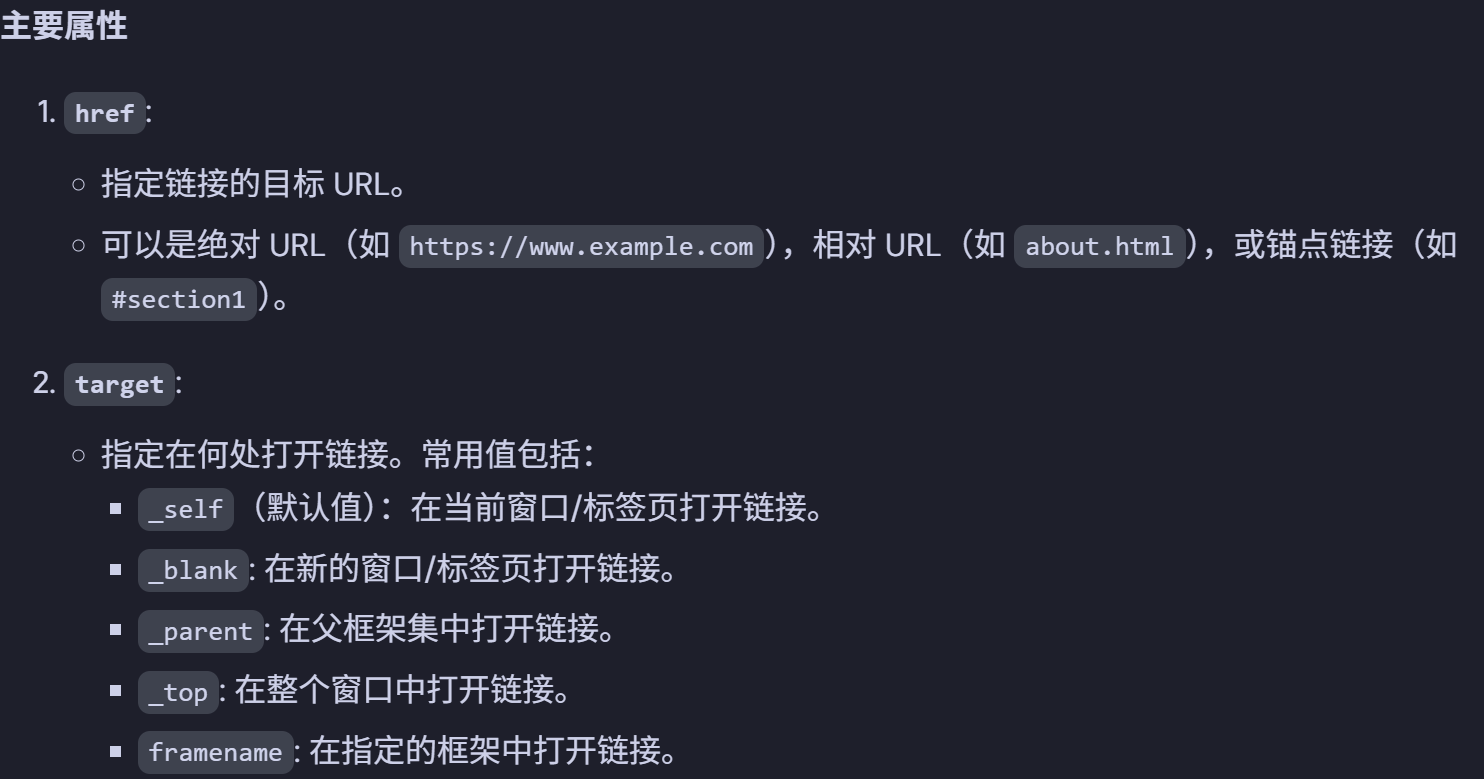 主要属性
1. href:
指定链接的目标 URL。
可以是绝对 URL（如 https://www.example.com），相对 URL（如 about.html），或锚点链接（如
#section1）。
2. target:
指定在何处打开链接。常用值包括：
_self（默认值）：在当前窗口/标签页打开链接。
_blank: 在新的窗口/标签页打开链接。
_parent: 在父框架集中打开链接。
_top: 在整个窗口中打开链接。
framename: 在指定的框架中打开链接。